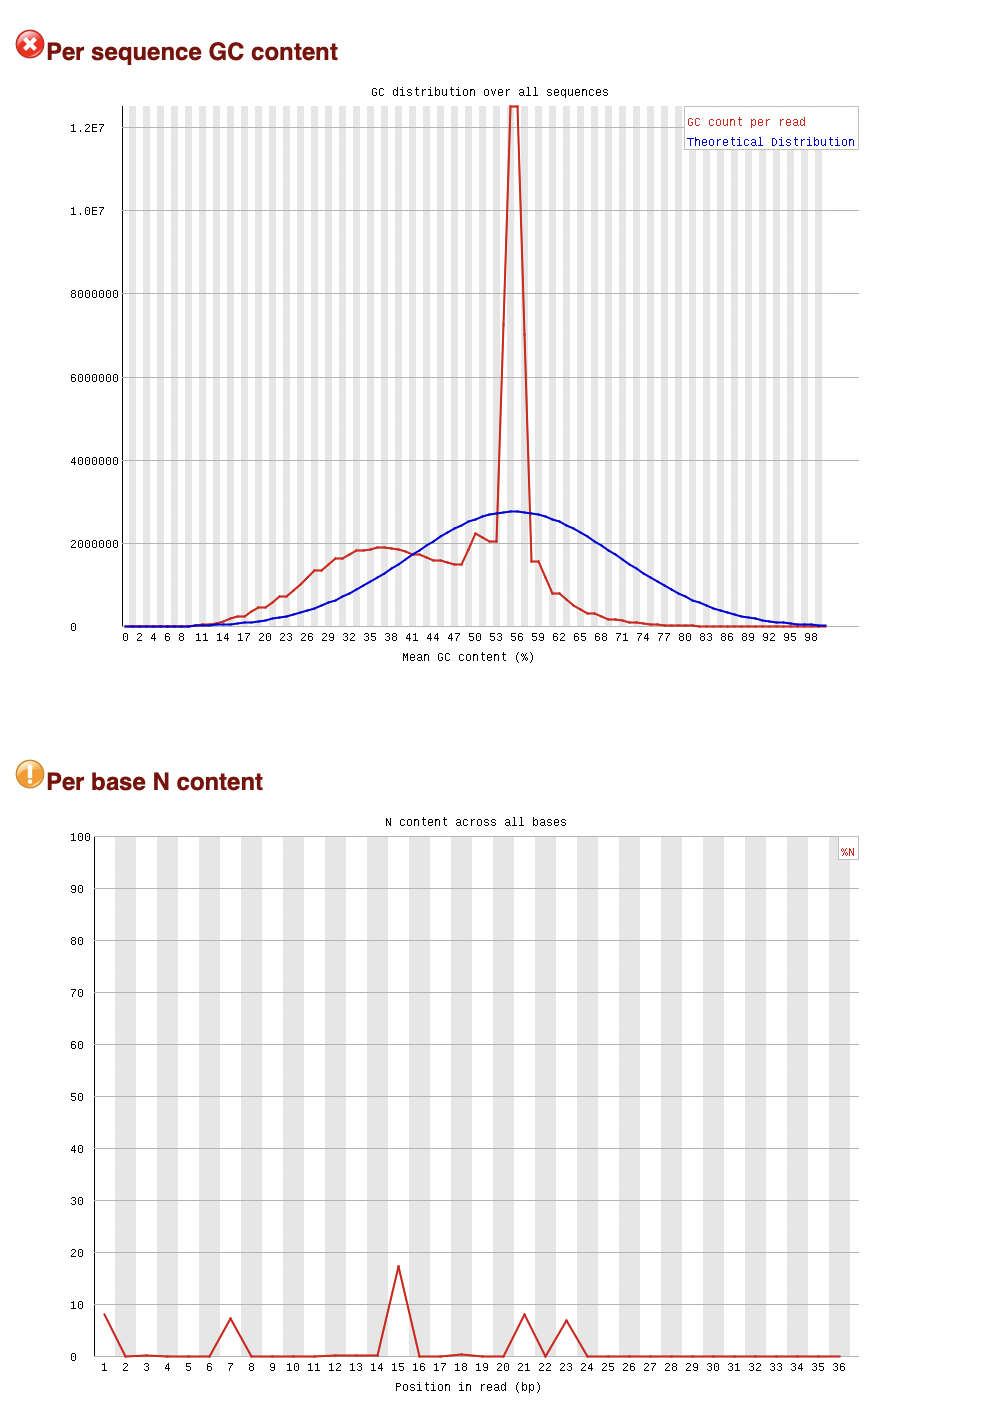 Per sequence GC content
GC distribution over all sequences
GC count per read
Theoretical Distribution
1.2E7
1.0E7
8000000
6000000
4000000
2000000
0
0 2 4 6 8 11 14 17 20 23 26 29 32 35 38 41 44 47 50 53 56 59 62 65 68 71 74 77 80 83 86 89 92 95 98
Mean GC content (%)
Per base N content
N content across all bases
%N
100
90
80
70
60
50
40
30
20
10
0
1 2 3 4 5 6 7 8 9 10 11 12 13 14 15 16 17 18 19 20 21 22 23 24 25 26 27 28 29 30 31 32 33 34 35 36
Position in read (bp)